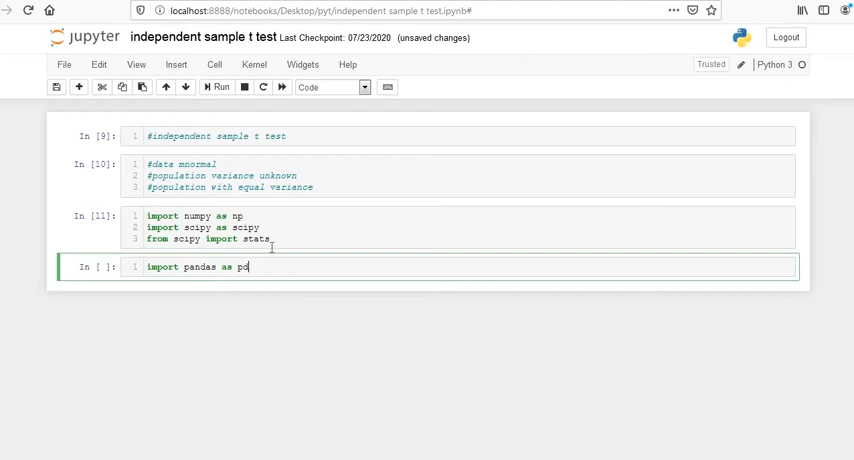 localhost:8888/notebooks/Desktop/pyt/independent sample t test.ipynb#
jupyter independent sample t test Last Checkpoint: 07/23/2020 (unsaved changes) Logout
File Edit View Insert Cell Kernel Widgets Help Trusted Python 3
Run Code
In [9]: 1 #independent sample t test
In [10]: 1 #data mnormal
2 #population variance unknown
3 #population with equal variance
In [11]: 1 import numpy as np
2 import scipy as scipy
3 from scipy import stats
In [ ]: 1 import pandas as pd